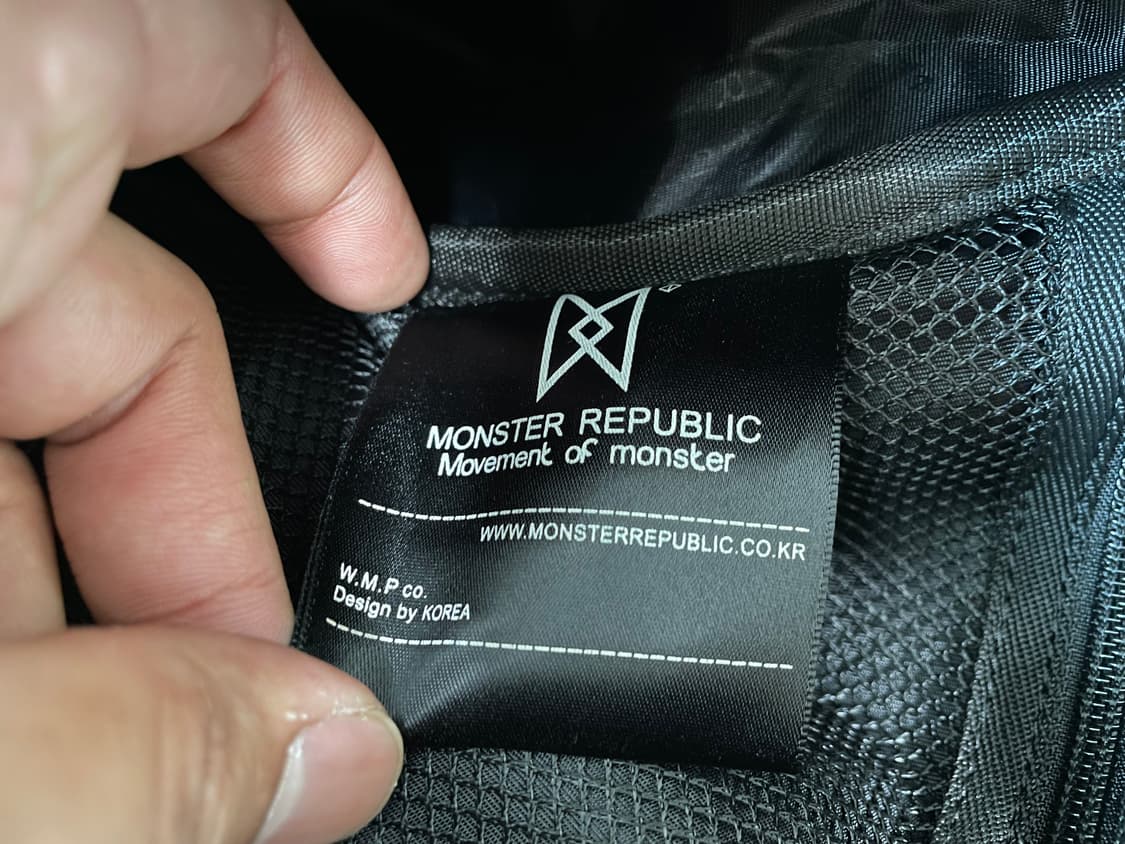 MONSTER REPUBLIC
Movement of monster
WWW.MONSTERREPUBLIC.CO.KR
W.M.P co.
Design by KOREA